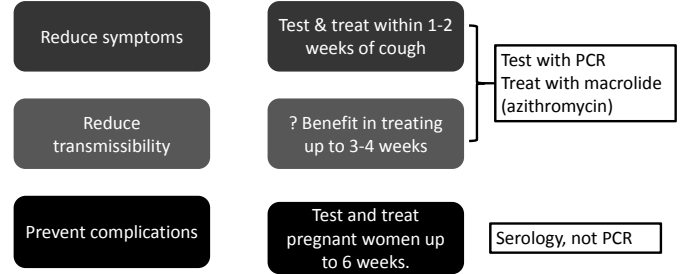 Reduce symptoms
Test & treat within 1-2
weeks of cough
Test with PCR
Treat with macrolide
(azithromycin)
Reduce
transmissibility
? Benefit in treating
up to 3-4 weeks
Prevent complications
Test and treat
pregnant women up
to 6 weeks.
Serology, not PCR